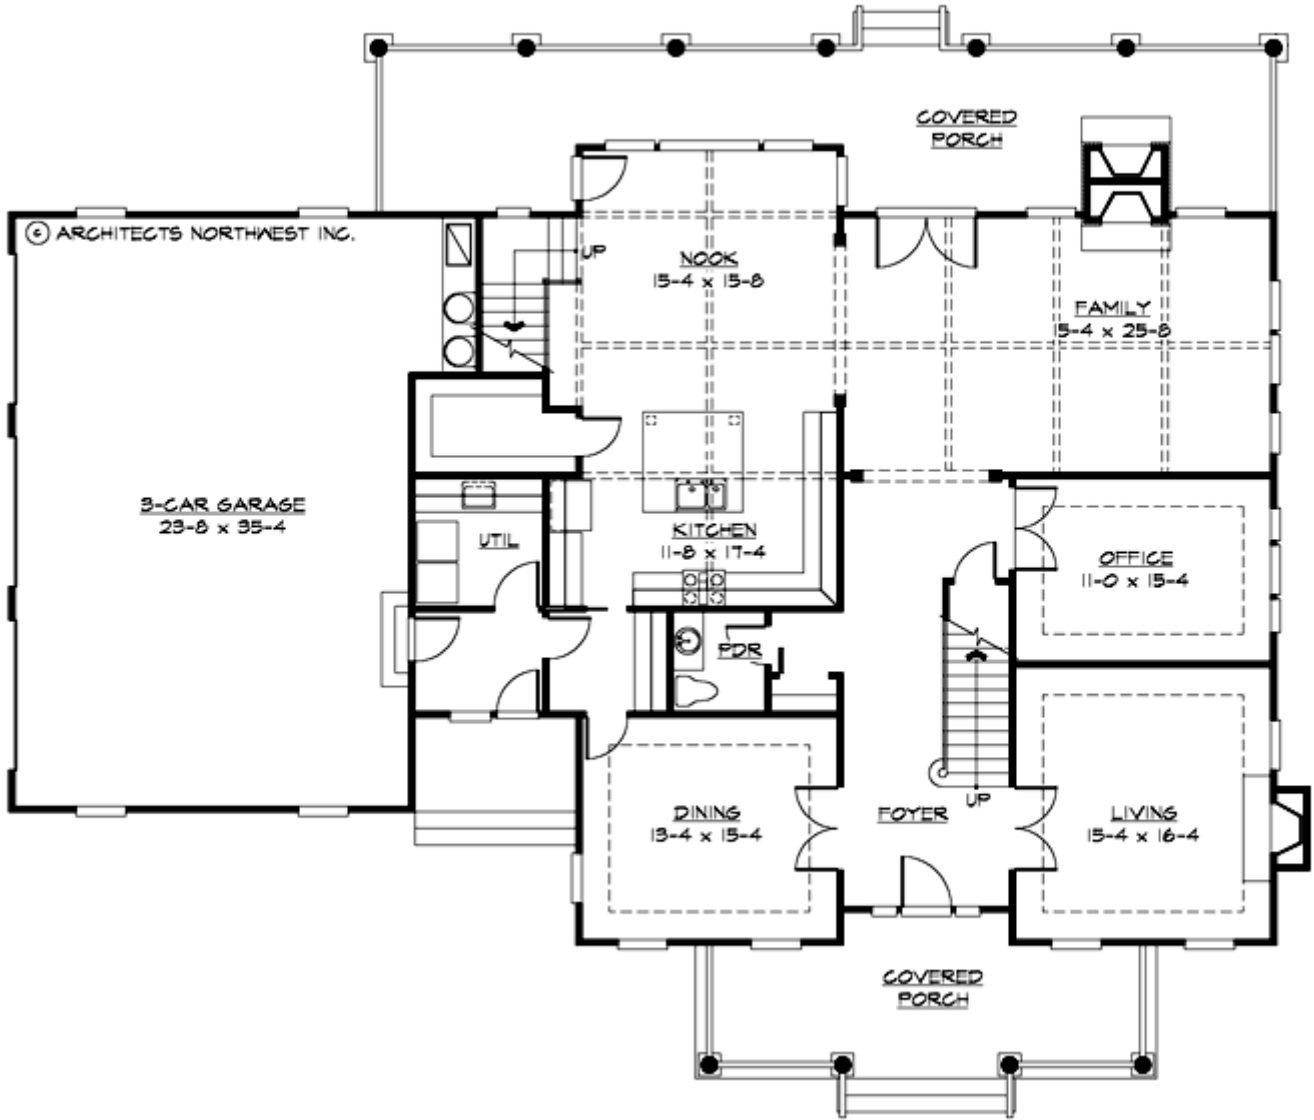 COVERED
PORCH
© ARCHITECTS NORTHWEST INC.
UP
NOOK
15-4 x 15-8
FAMILY
15-4 x 25-8
3-CAR GARAGE
23-8 x 35-4
UTIL
KITCHEN
11-8 x 17-4
OFFICE
11-0 x 15-4
PDR
UP
DINING
13-4 x 15-4
FOYER
LIVING
15-4 x 16-4
COVERED
PORCH